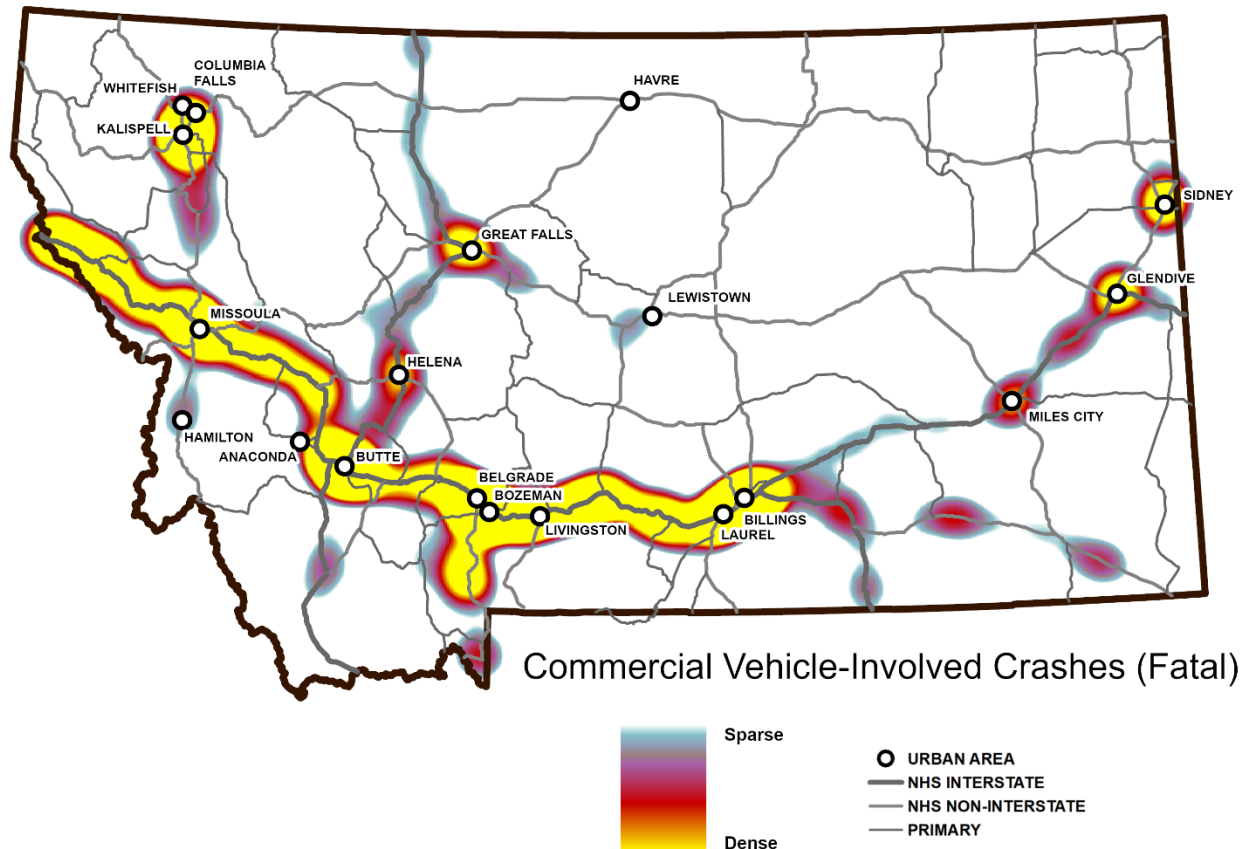 COLUMBIA
FALLS
WHITEFISH
KALISPELL
HAVRE
SIDNEY
GREAT FALLS
GLENDIVE
LEWISTOWN
MISSOULA
HELENA
MILES CITY
HAMILTON
ANACONDA
BUTTE
BELGRADE
BOZEMAN
BILLINGS
LAUREL
LIVINGSTON
Commercial Vehicle-Involved Crashes (Fatal)
Sparse
Dense
URBAN AREA
NHS INTERSTATE
NHS NON-INTERSTATE
PRIMARY